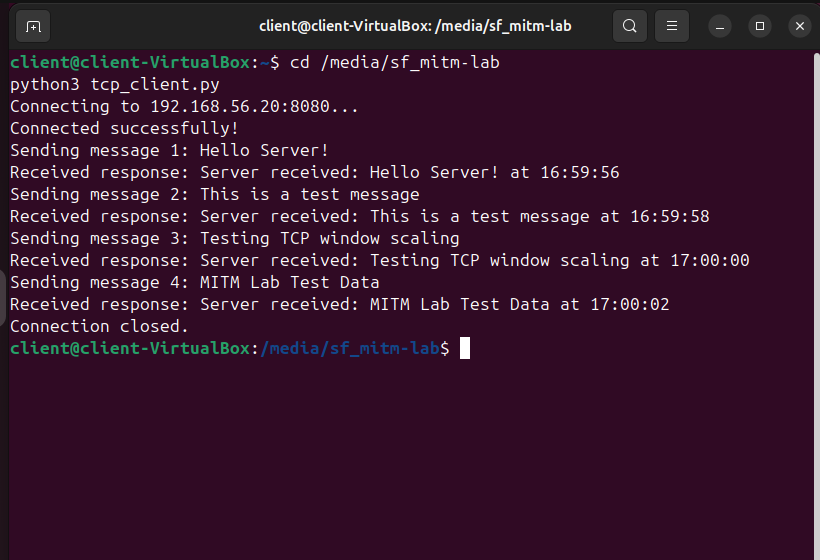 client@client-VirtualBox: /media/sf_mitm-lab
client@client-VirtualBox:~$ cd /media/sf_mitm-lab
python3 tcp_client.py
Connecting to 192.168.56.20:8080...
Connected successfully!
Sending message 1: Hello Server!
Received response: Server received: Hello Server! at 16:59:56
Sending message 2: This is a test message
Received response: Server received: This is a test message at 16:59:58
Sending message 3: Testing TCP window scaling
Received response: Server received: Testing TCP window scaling at 17:00:00
Sending message 4: MITM Lab Test Data
Received response: Server received: MITM Lab Test Data at 17:00:02
Connection closed.
client@client-VirtualBox:/media/sf_mitm-lab$